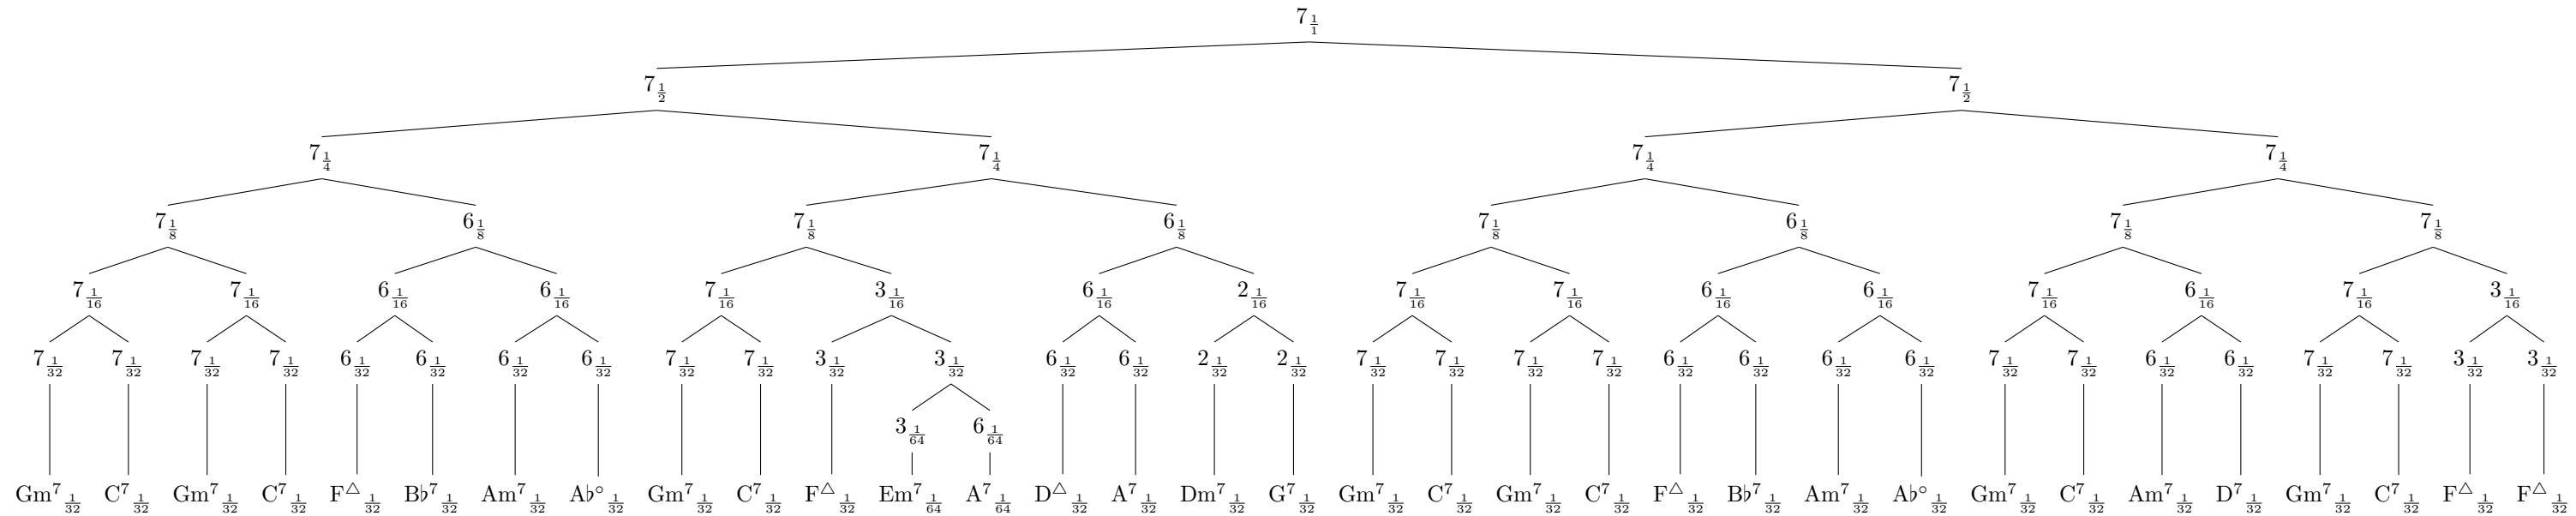 7 1/1
7 1/2 7 1/2
7 1/4 7 1/4 7 1/4 7 1/4
7 1/8 6 1/8 7 1/8 6 1/8 7 1/8 6 1/8 7 1/8 7 1/8
7 1/16 7 1/16 6 1/16 6 1/16 7 1/16 3 1/16 6 1/16 2 1/16 7 1/16 7 1/16 6 1/16 6 1/16 7 1/16 6 1/16 7 1/16 3 1/16
7 1/32 7 1/32 7 1/32 7 1/32 6 1/32 6 1/32 6 1/32 6 1/32 7 1/32 7 1/32 3 1/32 3 1/32 6 1/32 6 1/32 2 1/32 2 1/32 7 1/32 7 1/32 7 1/32 7 1/32 6 1/32 6 1/32 6 1/32 6 1/32 7 1/32 7 1/32 6 1/32 6 1/32 7 1/32 7 1/32 3 1/32 3 1/32
3 1/64 6 1/64
Gm⁷ 1/32 C⁷ 1/32 Gm⁷ 1/32 C⁷ 1/32 F△ 1/32 B♭⁷ 1/32 Am⁷ 1/32 A♭° 1/32 Gm⁷ 1/32 C⁷ 1/32 F△ 1/32 Em⁷ 1/64 A⁷ 1/64 D△ 1/32 A⁷ 1/32 Dm⁷ 1/32 G⁷ 1/32 Gm⁷ 1/32 C⁷ 1/32 Gm⁷ 1/32 C⁷ 1/32 F△ 1/32 B♭⁷ 1/32 Am⁷ 1/32 A♭° 1/32 Gm⁷ 1/32 C⁷ 1/32 Am⁷ 1/32 D⁷ 1/32 Gm⁷ 1/32 C⁷ 1/32 F△ 1/32 F△ 1/32